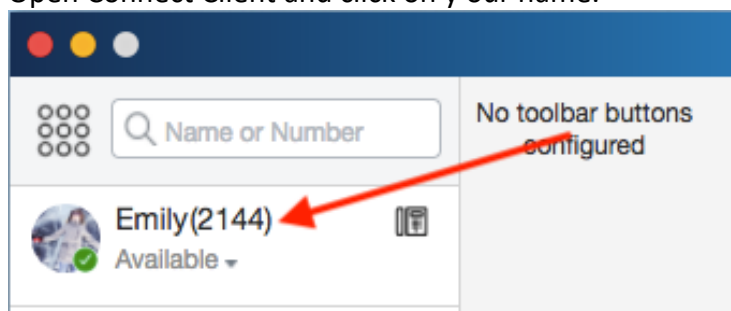 Open Connect Client and click on your name.
Name or Number
No toolbar buttons
configured
Emily(2144)
Available